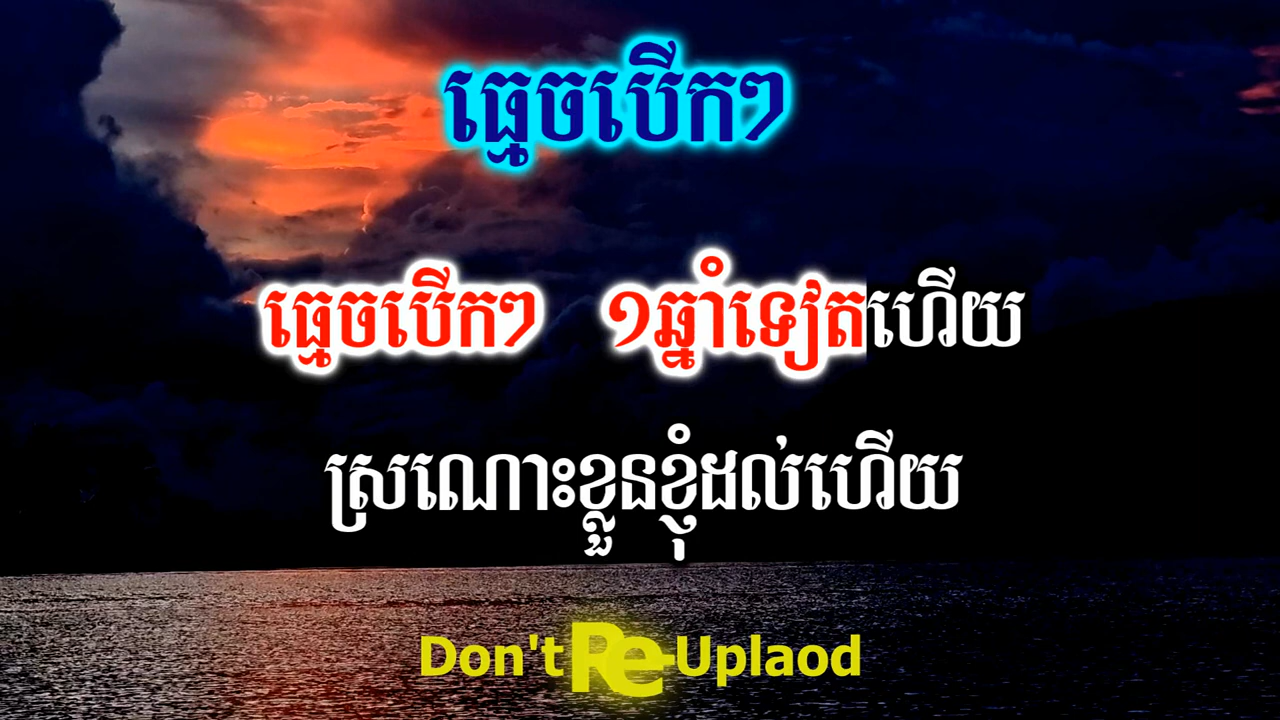 ធ្មេចបើកៗ
ធ្មេចបើកៗ ១ឆ្នាំទៀតហើយ
ស្រណោះខ្លួនខ្ញុំដល់ហើយ
Don't Re-Uplaod